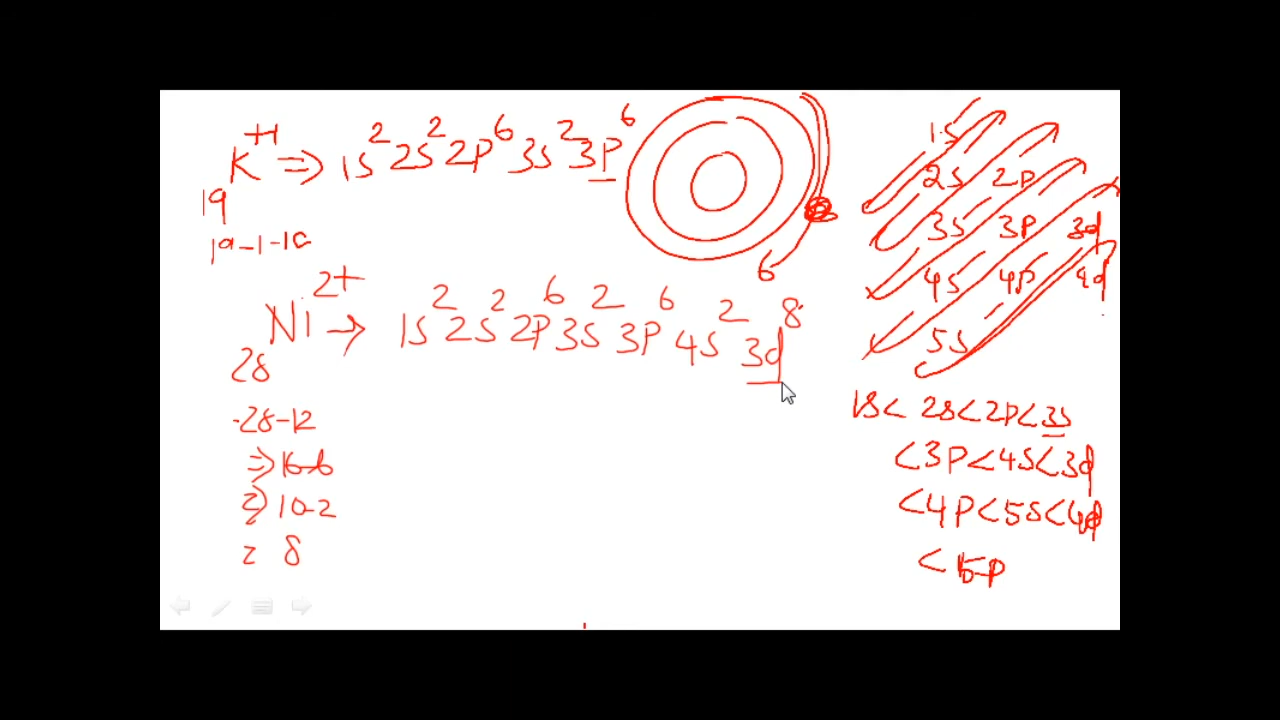 K⁺¹ ⇒ 1S² 2S² 2P⁶ 3S² 3P⁶
19
19-1-18
6
Ni²⁺ → 1S² 2S² 2P⁶ 3S² 3P⁶ 4S² 3d⁸
28
-28-12
⇒ 16-6
⇒ 10-2
= 8
1S
2S 2P
3S 3P 3d
4S 4P 4d
5S
1S< 2S<2P<3S
<3P<4S<3d
<4P<5S<4d
<5P